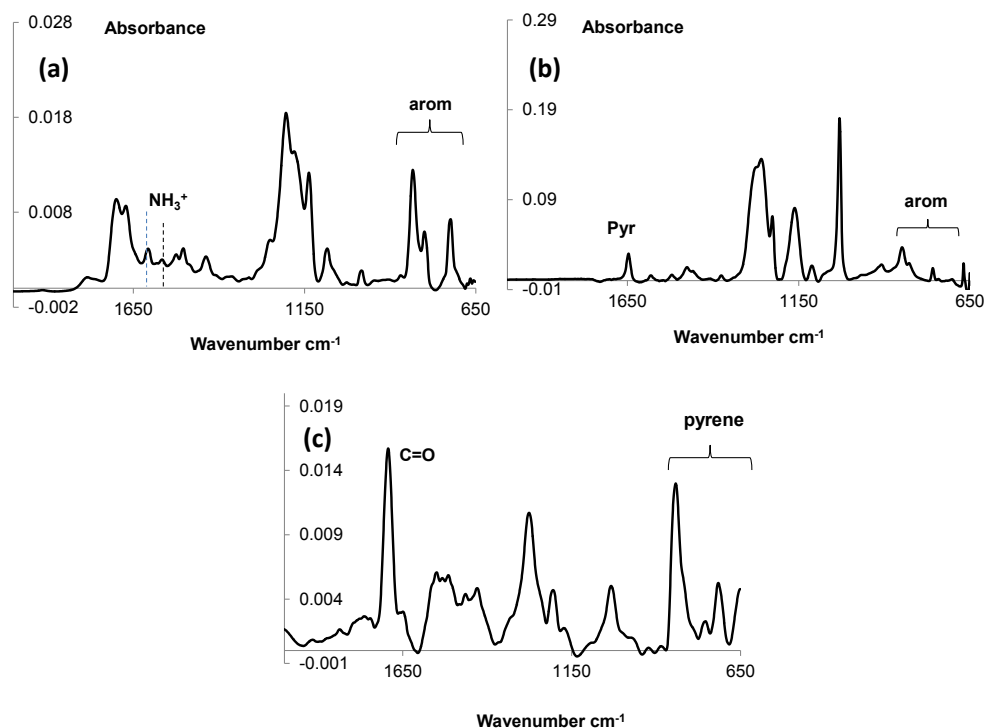 0.028
Absorbance
(a)
arom
0.018
NH₃⁺
0.008
-0.002
1650
1150
650
Wavenumber cm⁻¹
0.29
Absorbance
(b)
0.19
0.09
Pyr
arom
-0.01
1650
1150
650
Wavenumber cm⁻¹
0.019
(c)
pyrene
C=O
0.014
0.009
0.004
-0.001
1650
1150
650
Wavenumber cm⁻¹